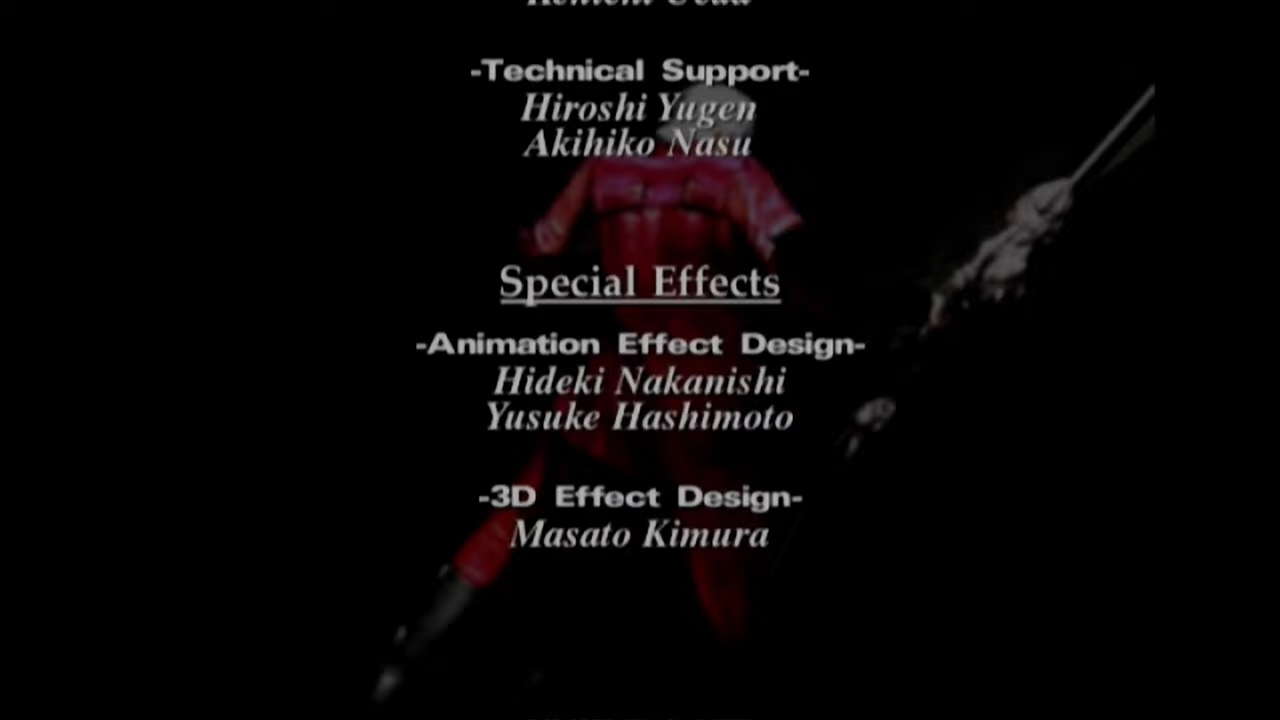 -Technical Support-
Hiroshi Yugen
Akihiko Nasu
Special Effects
-Animation Effect Design-
Hideki Nakanishi
Yusuke Hashimoto
-3D Effect Design-
Masato Kimura